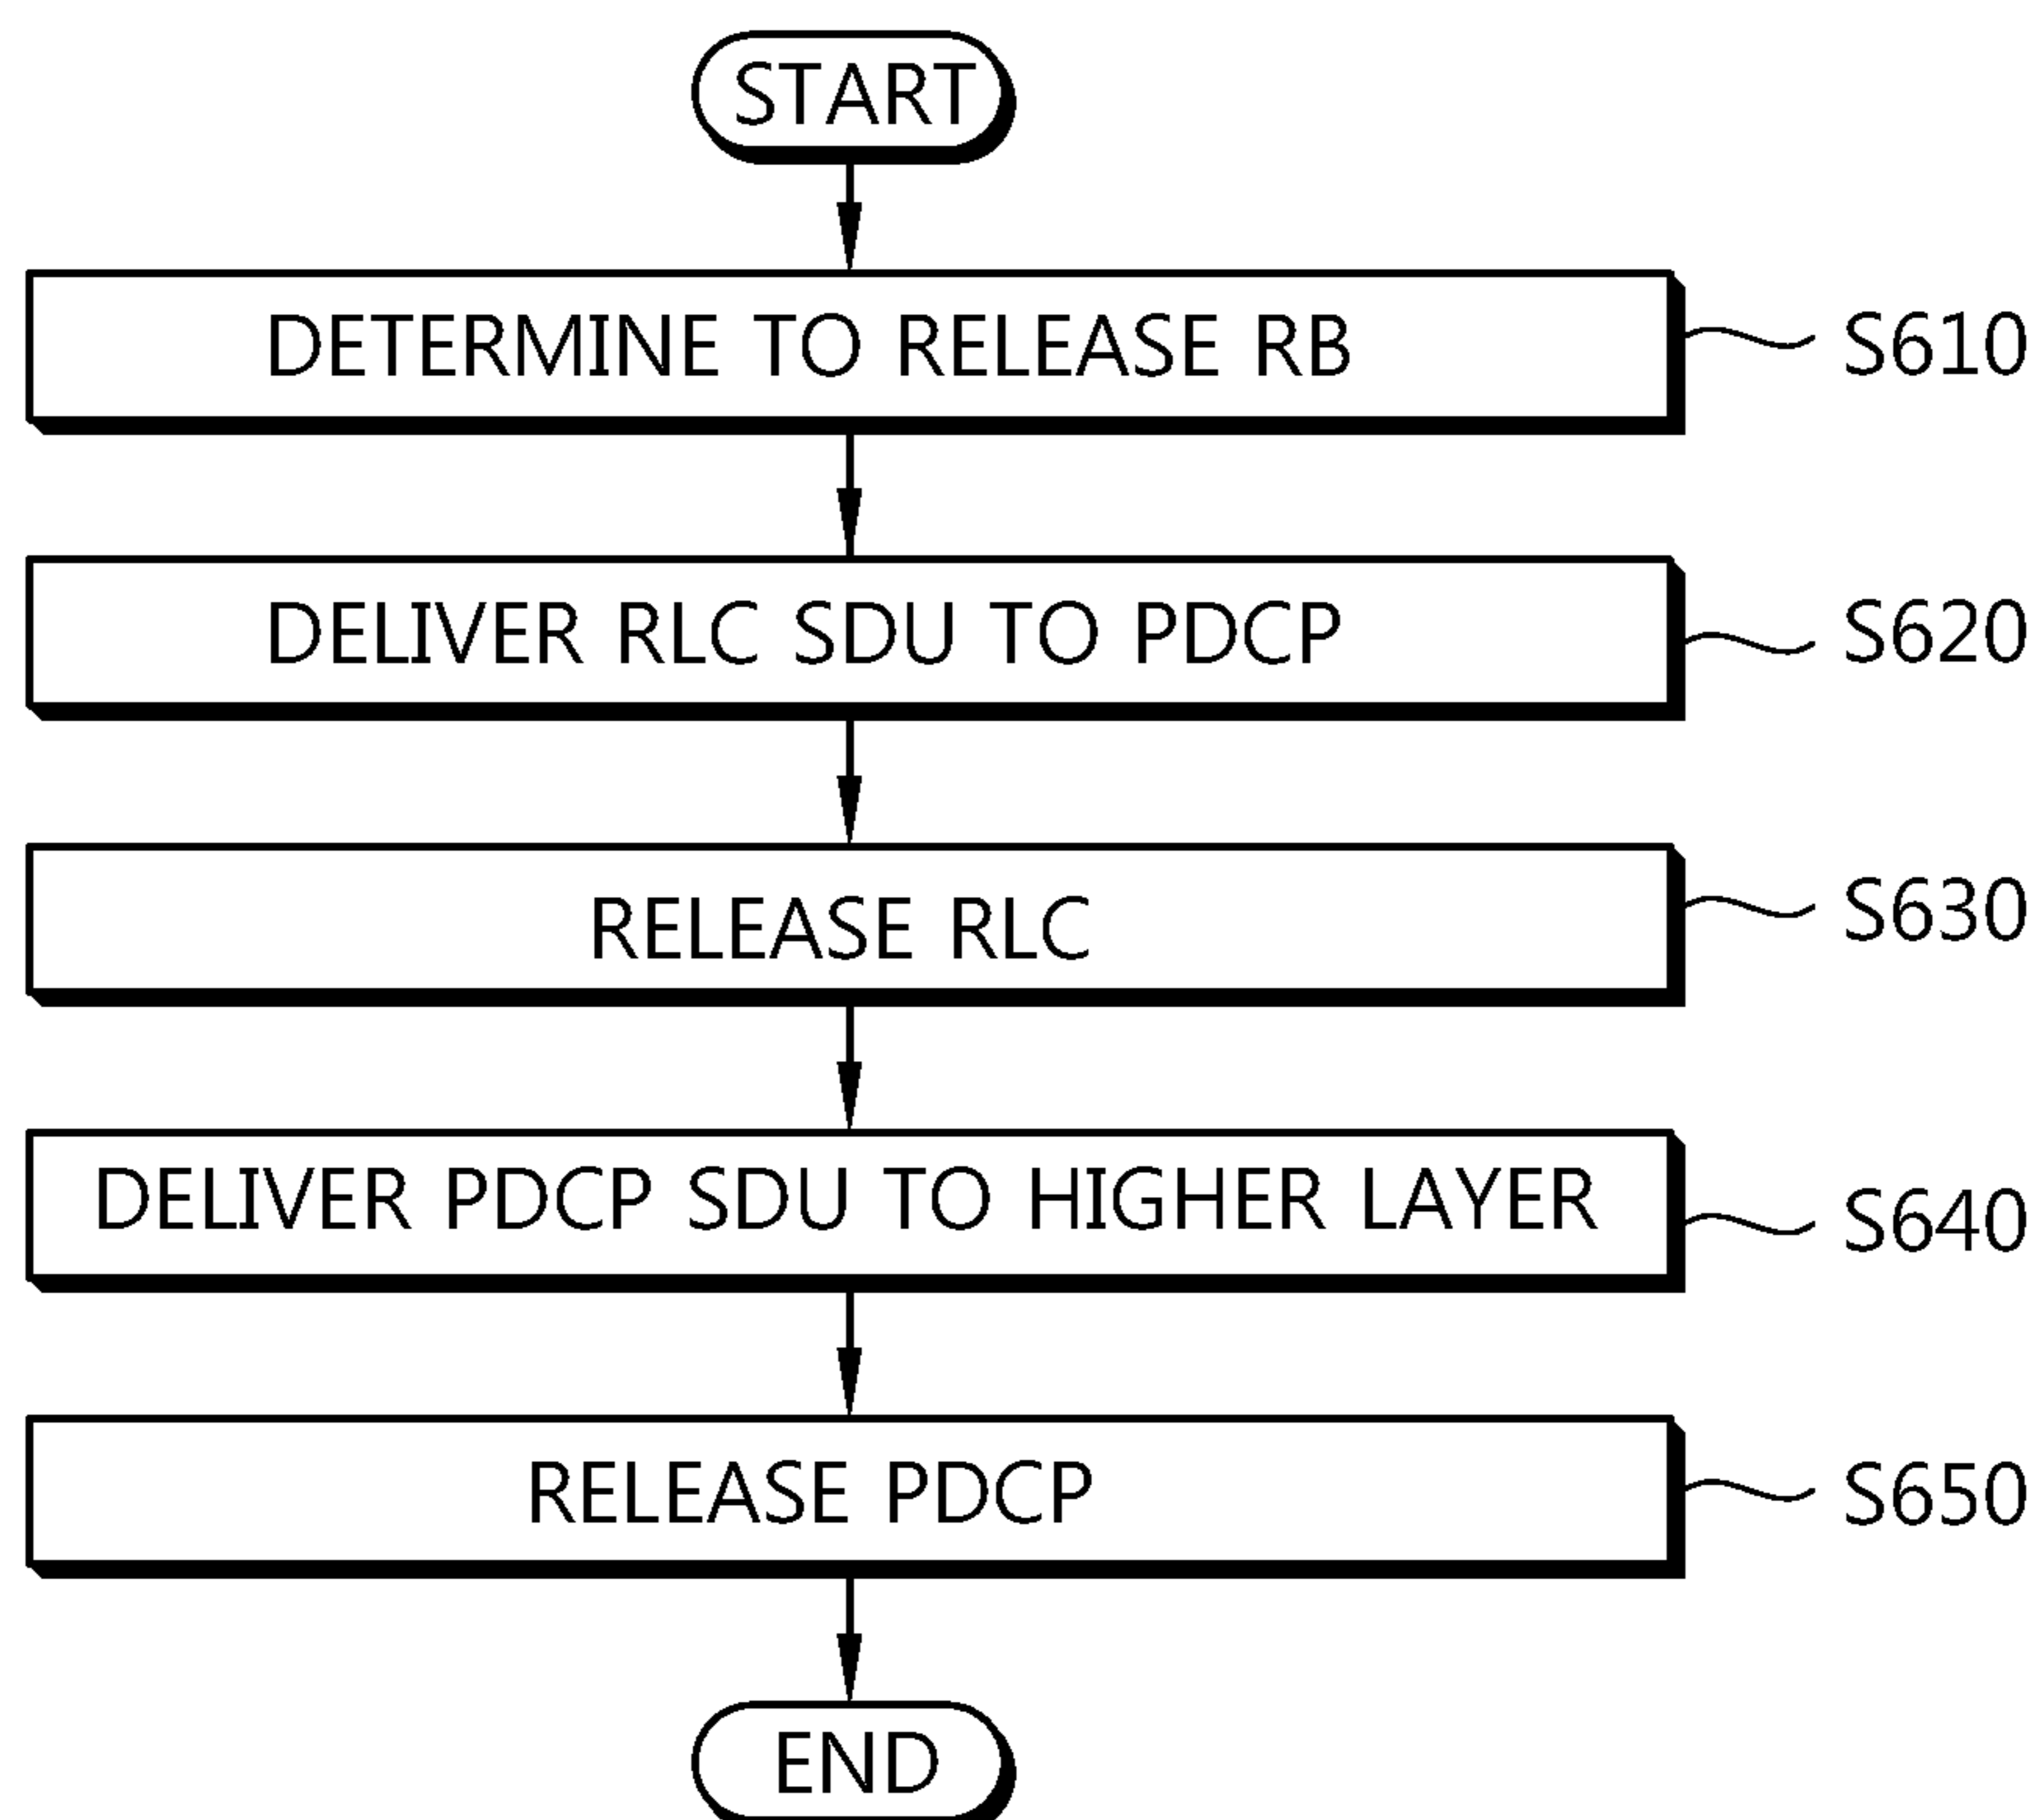 START
DETERMINE TO RELEASE RB
S610
DELIVER RLC SDU TO PDCP
S620
RELEASE RLC
S630
DELIVER PDCP SDU TO HIGHER LAYER
S640
RELEASE PDCP
S650
END